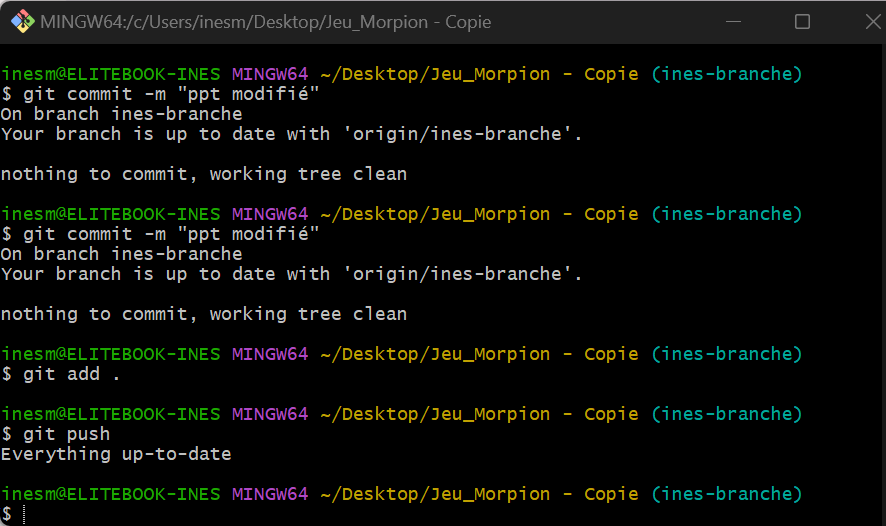 MINGW64:/c/Users/inesm/Desktop/Jeu_Morpion - Copie
inesm@ELITEBOOK-INES MINGW64 ~/Desktop/Jeu_Morpion - Copie (ines-branche)
$ git commit -m "ppt modifié"
On branch ines-branche
Your branch is up to date with 'origin/ines-branche'.
nothing to commit, working tree clean
inesm@ELITEBOOK-INES MINGW64 ~/Desktop/Jeu_Morpion - Copie (ines-branche)
$ git commit -m "ppt modifié"
On branch ines-branche
Your branch is up to date with 'origin/ines-branche'.
nothing to commit, working tree clean
inesm@ELITEBOOK-INES MINGW64 ~/Desktop/Jeu_Morpion - Copie (ines-branche)
$ git add .
inesm@ELITEBOOK-INES MINGW64 ~/Desktop/Jeu_Morpion - Copie (ines-branche)
$ git push
Everything up-to-date
inesm@ELITEBOOK-INES MINGW64 ~/Desktop/Jeu_Morpion - Copie (ines-branche)
$